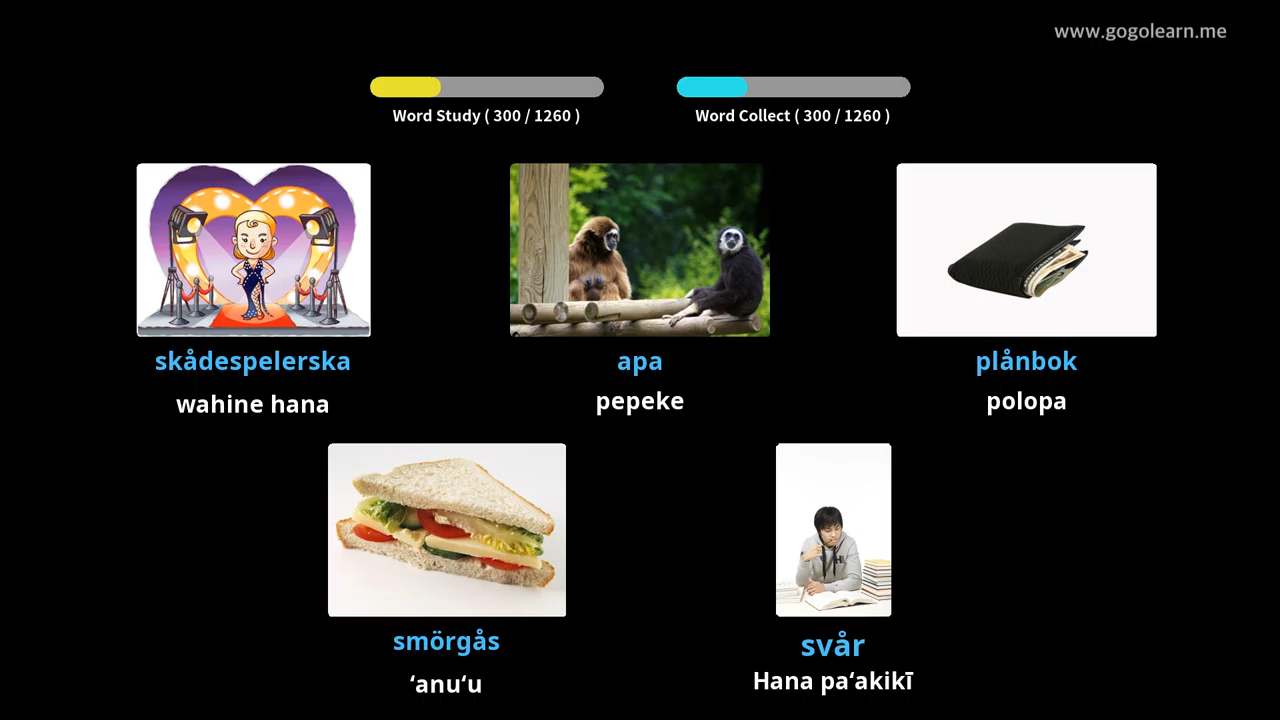 www.gogolearn.me
Word Study ( 300 / 1260 )
Word Collect ( 300 / 1260 )
skådespelerska
apa
plånbok
wahine hana
pepeke
polopa
smörgås
svår
ʻanuʻu
Hana paʻakikī